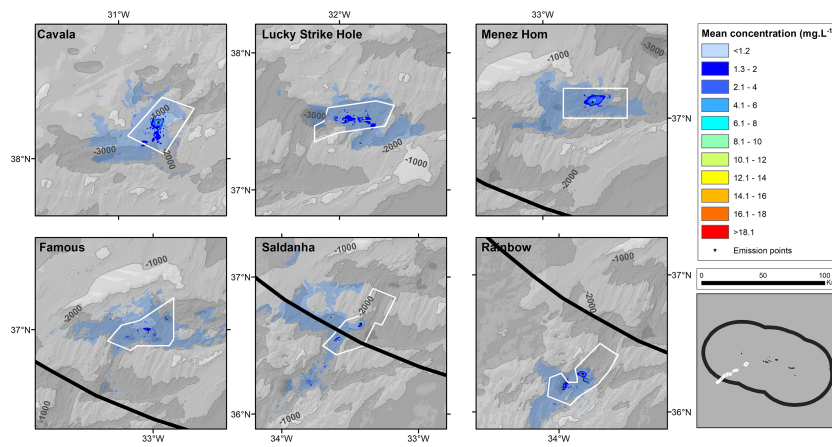 31°W
32°W
33°W
Cavala
Lucky Strike Hole
Menez Hom
38°N
38°N
37°N
37°N
-1000
-3000
-3000
-3000
-2000
-1000
-1000
-3000
-2000
Mean concentration (mg.L-1
<1.2
1.3 - 2
2.1 - 4
4.1 - 6
6.1 - 8
8.1 - 10
10.1 - 12
12.1 - 14
14.1 - 16
16.1 - 18
>18.1
Emission points
0 50 100
Famous
Saldanha
Rainbow
37°N
37°N
36°N
37°N
36°N
-1000
-2000
-1000
-1000
-2000
-1000
-1000
-2000
33°W
34°W
33°W
34°W